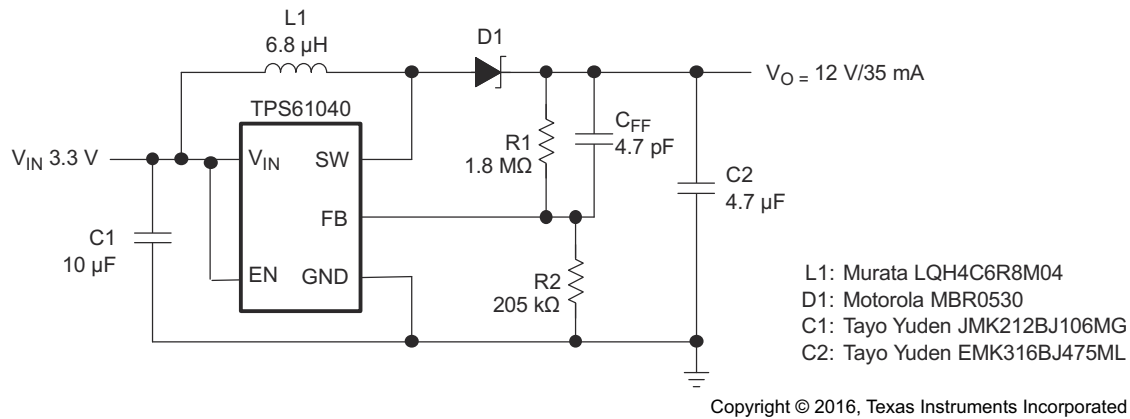 L1
6.8 µH
D1
V_O = 12 V/35 mA
TPS61040
V_IN 3.3 V
V_IN
SW
R1
1.8 MΩ
C_FF
4.7 pF
C2
4.7 µF
FB
C1
10 µF
EN
GND
R2
205 kΩ
L1: Murata LQH4C6R8M04
D1: Motorola MBR0530
C1: Tayo Yuden JMK212BJ106MG
C2: Tayo Yuden EMK316BJ475ML
Copyright © 2016, Texas Instruments Incorporated